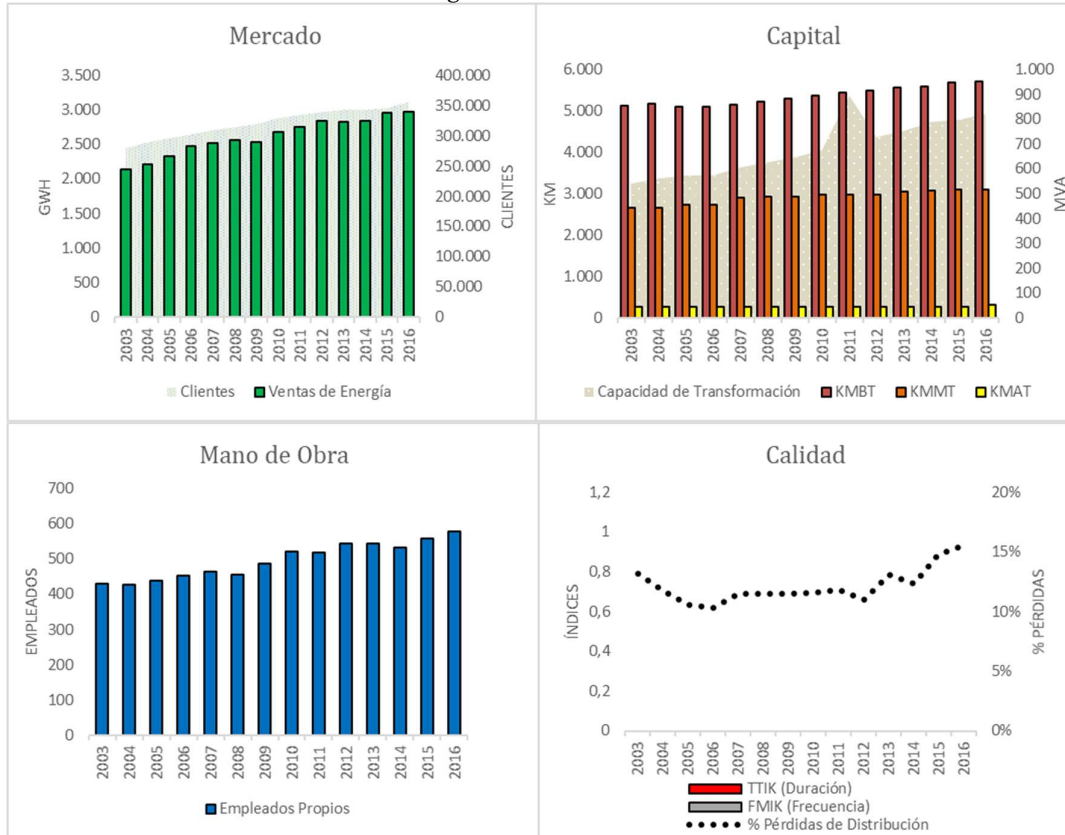 Mercado
3.500
3.000
2.500
2.000
1.500
1.000
500
0
GWH
400.000
350.000
300.000
250.000
200.000
150.000
100.000
50.000
0
CLIENTES
2003 2004 2005 2006 2007 2008 2009 2010 2011 2012 2013 2014 2015 2016
Clientes Ventas de Energía
Capital
6.000
5.000
4.000
3.000
2.000
1.000
0
KM
1.000
900
800
700
600
500
400
300
200
100
0
MVA
2003 2004 2005 2006 2007 2008 2009 2010 2011 2012 2013 2014 2015 2016
Capacidad de Transformación KMBT KMMT KMAT
Mano de Obra
700
600
500
400
300
200
100
0
EMPLEADOS
2003 2004 2005 2006 2007 2008 2009 2010 2011 2012 2013 2014 2015 2016
Empleados Propios
Calidad
1,2
1
0,8
0,6
0,4
0,2
0
ÍNDICES
20%
15%
10%
5%
0%
% PÉRDIDAS
2003 2004 2005 2006 2007 2008 2009 2010 2011 2012 2013 2014 2015 2016
TTIK (Duración)
FMIK (Frecuencia)
% Pérdidas de Distribución